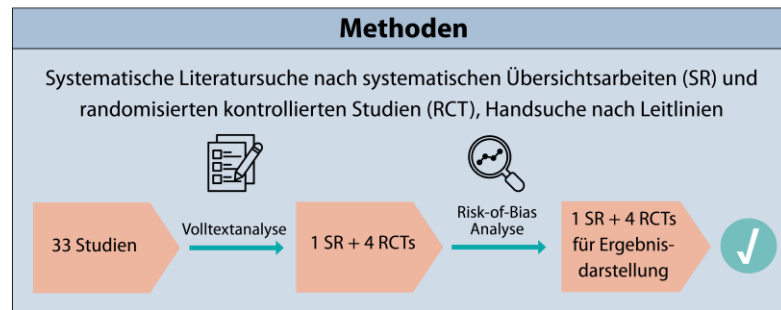 Methoden
Systematische Literatursuche nach systematischen Übersichtsarbeiten (SR) und
randomisierten kontrollierten Studien (RCT), Handsuche nach Leitlinien
33 Studien
Volltextanalyse
1 SR + 4 RCTs
Risk-of-Bias
Analyse
1 SR + 4 RCTs
für Ergebnis-
darstellung